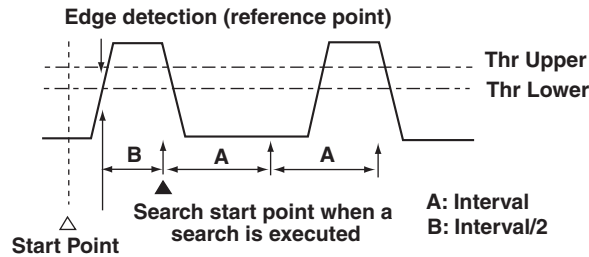 Edge detection (reference point)
Thr Upper
Thr Lower
B
A
A
A: Interval
B: Interval/2
Search start point when a
search is executed
Start Point